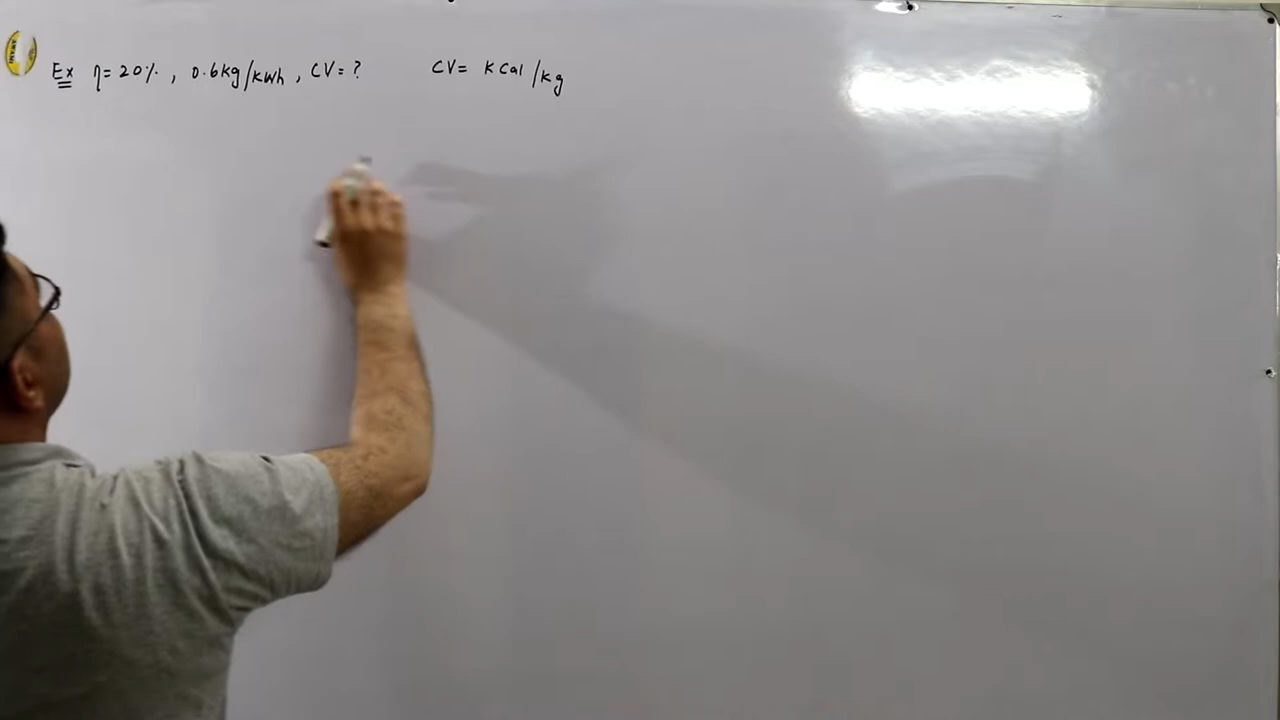 Ex η = 20%, 0.6kg/kWh, CV = ? CV = KCal/kg